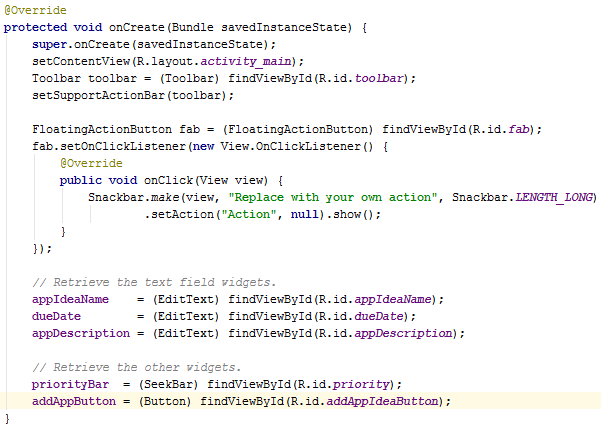 @Override
protected void onCreate(Bundle savedInstanceState) {
    super.onCreate(savedInstanceState);
    setContentView(R.layout.activity_main);
    Toolbar toolbar = (Toolbar) findViewById(R.id.toolbar);
    setSupportActionBar(toolbar);

    FloatingActionButton fab = (FloatingActionButton) findViewById(R.id.fab);
    fab.setOnClickListener(new View.OnClickListener() {
        @Override
        public void onClick(View view) {
            Snackbar.make(view, "Replace with your own action", Snackbar.LENGTH_LONG)
                    .setAction("Action", null).show();
        }
    });

    // Retrieve the text field widgets.
    appIdeaName    = (EditText) findViewById(R.id.appIdeaName);
    dueDate        = (EditText) findViewById(R.id.dueDate);
    appDescription = (EditText) findViewById(R.id.appDescription);

    // Retrieve the other widgets.
    priorityBar  = (SeekBar) findViewById(R.id.priority);
    addAppButton = (Button) findViewById(R.id.addAppIdeaButton);
}